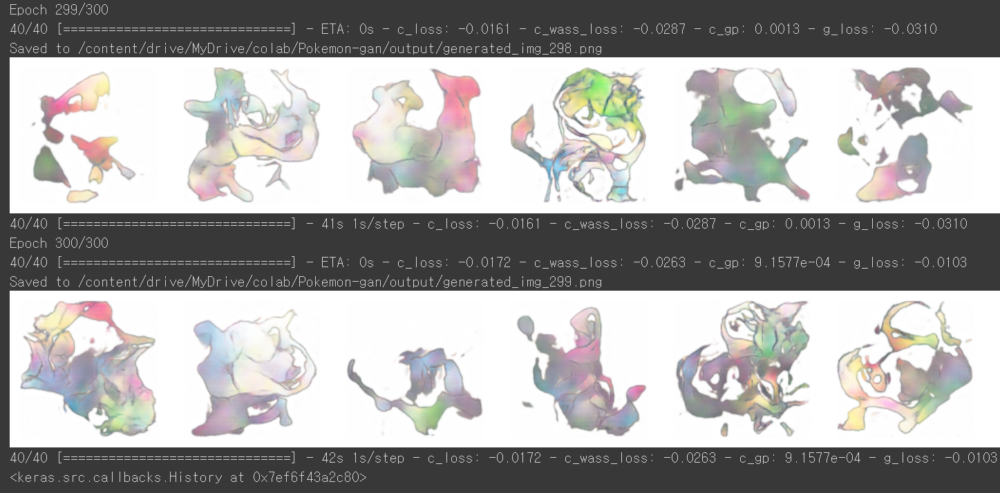 Epoch 299/300
40/40 [==============================] - ETA: 0s - c_loss: -0.0161 - c_wass_loss: -0.0287 - c_gp: 0.0013 - g_loss: -0.0310
Saved to /content/drive/MyDrive/colab/Pokemon-gan/output/generated_img_298.png
40/40 [==============================] - 41s 1s/step - c_loss: -0.0161 - c_wass_loss: -0.0287 - c_gp: 0.0013 - g_loss: -0.0310
Epoch 300/300
40/40 [==============================] - ETA: 0s - c_loss: -0.0172 - c_wass_loss: -0.0263 - c_gp: 9.1577e-04 - g_loss: -0.0103
Saved to /content/drive/MyDrive/colab/Pokemon-gan/output/generated_img_299.png
40/40 [==============================] - 42s 1s/step - c_loss: -0.0172 - c_wass_loss: -0.0263 - c_gp: 9.1577e-04 - g_loss: -0.0103
<keras.src.callbacks.History at 0x7ef6f43a2c80>